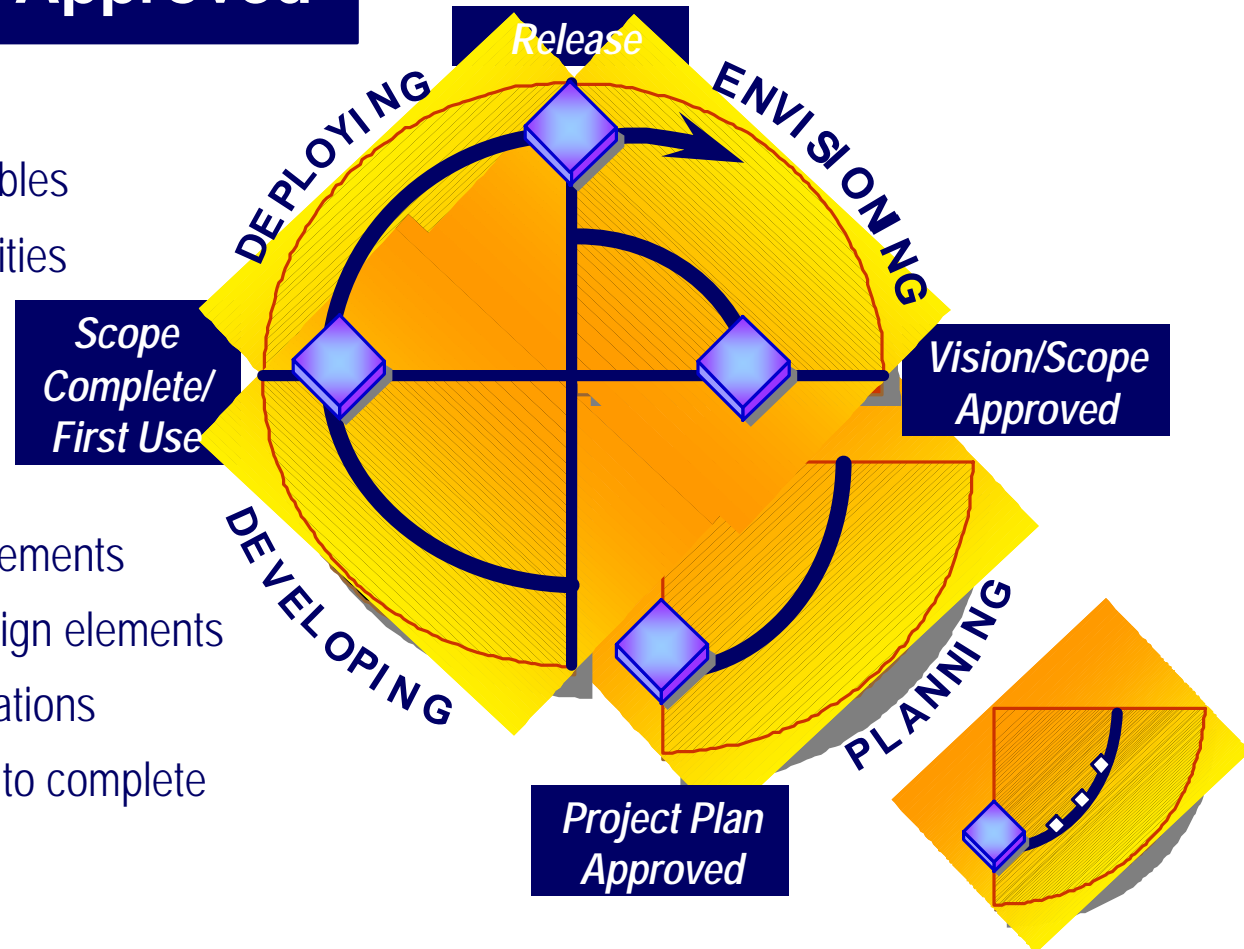 Approved
Release
DEPLOYING
ENVISIONING
bles
ities
Scope
Complete/
First Use
Vision/Scope
Approved
ements
ign elements
ations
to complete
DEVELOPING
PLANNING
Project Plan
Approved